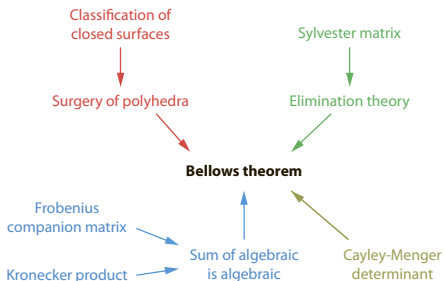 Classification of
closed surfaces
Sylvester matrix
Surgery of polyhedra
Elimination theory
Bellows theorem
Frobenius
companion matrix
Sum of algebraic
is algebraic
Cayley-Menger
determinant
Kronecker product